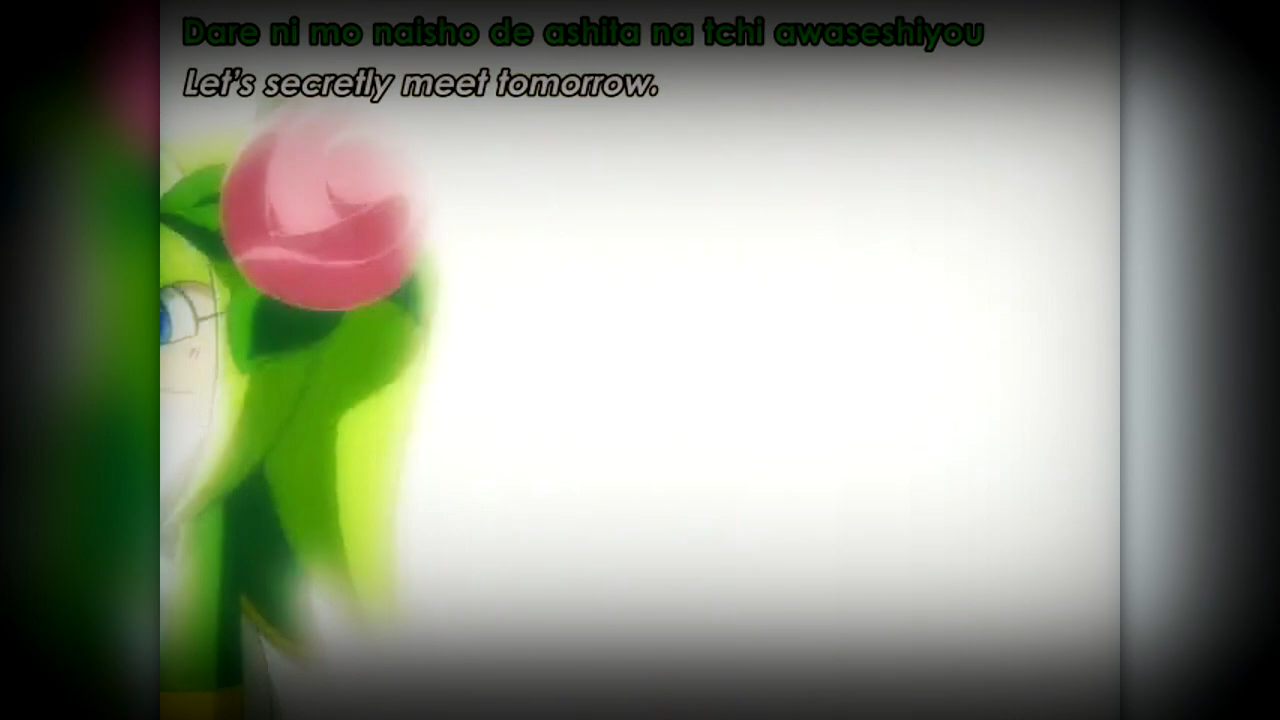 Dare ni mo naisho de ashita na tchi awaseshiyou
Let's secretly meet tomorrow.